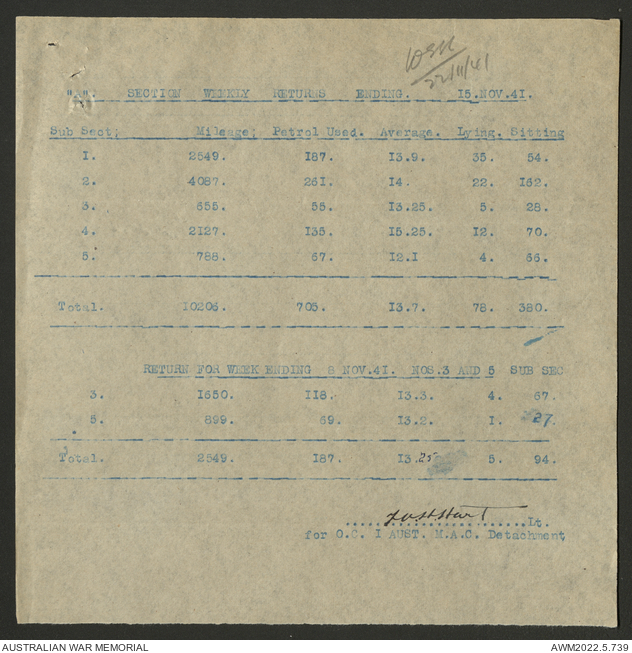 22/11/41
" ". SECTION WEEKLY RETURNS ENDING. 15.NOV.41.
Sub Sect; Mileage; Patrol Used. Average. Lying. Sitting
1. 2549. 187. 13.9. 35. 54.
2. 4087. 261. 14. 22. 162.
3. 655. 55. 13.25. 5. 28.
4. 2127. 135. 15.25. 12. 70.
5. 788. 67. 12.1 4. 66.
Total. 10206. 705. 13.7. 78. 380.
RETURN FOR WEEK ENDING 8 NOV.41. NOS.3 AND 5 SUB SEC
3. 1650. 118. 13.3. 4. 67.
5. 899. 69. 13.2. 1. 27.
Total. 2549. 187. 13.25 5. 94.
Lt.
for O.C. I AUST. M.A.C. Detachment
AUSTRALIAN WAR MEMORIAL AWM2022.5.739